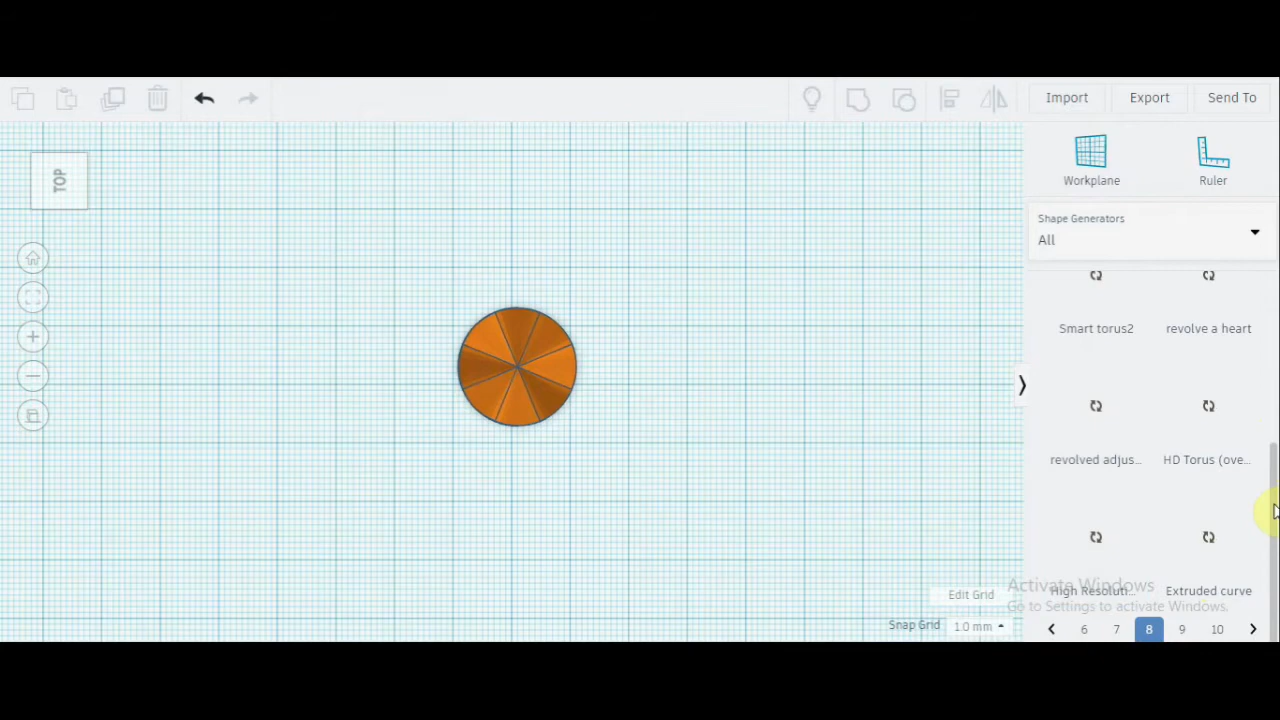 Import
Export
Send To
TOP
Workplane
Ruler
Shape Generators
All
Smart torus2
revolve a heart
revolved adjus...
HD Torus (ove...
High Resoluti...
Extruded curve
Activate Windows
Go to Settings to activate Windows.
Edit Grid
Snap Grid 1.0 mm
6 7 8 9 10